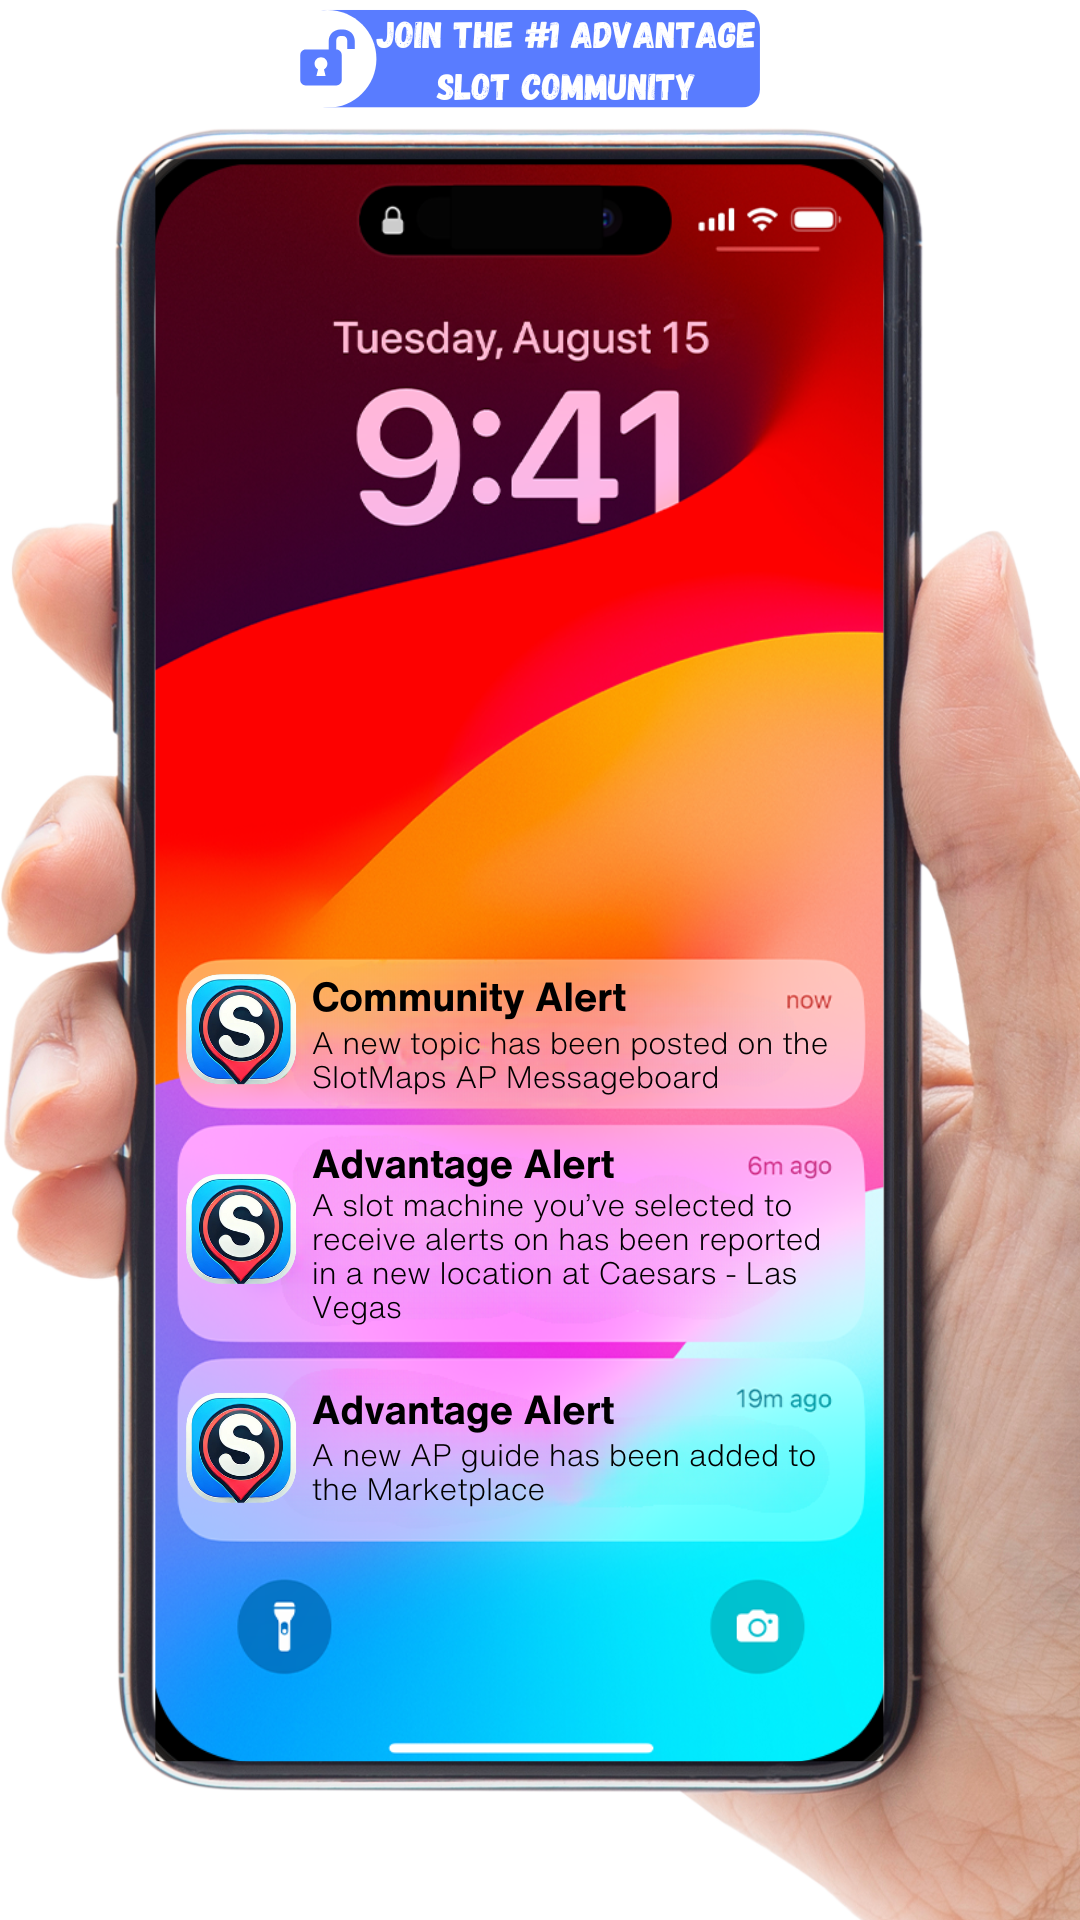 JOIN THE #1 ADVANTAGE
SLOT COMMUNITY
Tuesday, August 15
9:41
Community Alert
now
A new topic has been posted on the
SlotMaps AP Messageboard
Advantage Alert
6m ago
A slot machine you’ve selected to
receive alerts on has been reported
in a new location at Caesars - Las
Vegas
Advantage Alert
19m ago
A new AP guide has been added to
the Marketplace